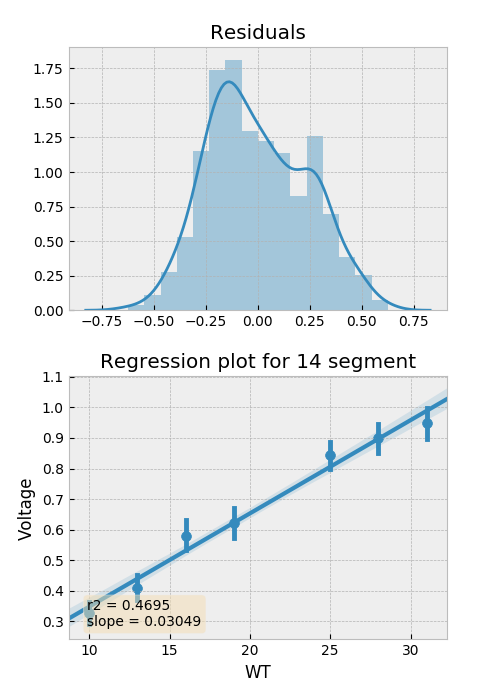 Residuals
1.75
1.50
1.25
1.00
0.75
0.50
0.25
0.00
−0.75 −0.50 −0.25 0.00 0.25 0.50 0.75
Regression plot for 14 segment
1.1
1.0
0.9
0.8
0.7
0.6
0.5
0.4
0.3
Voltage
r2 = 0.4695
slope = 0.03049
10 15 20 25 30
WT